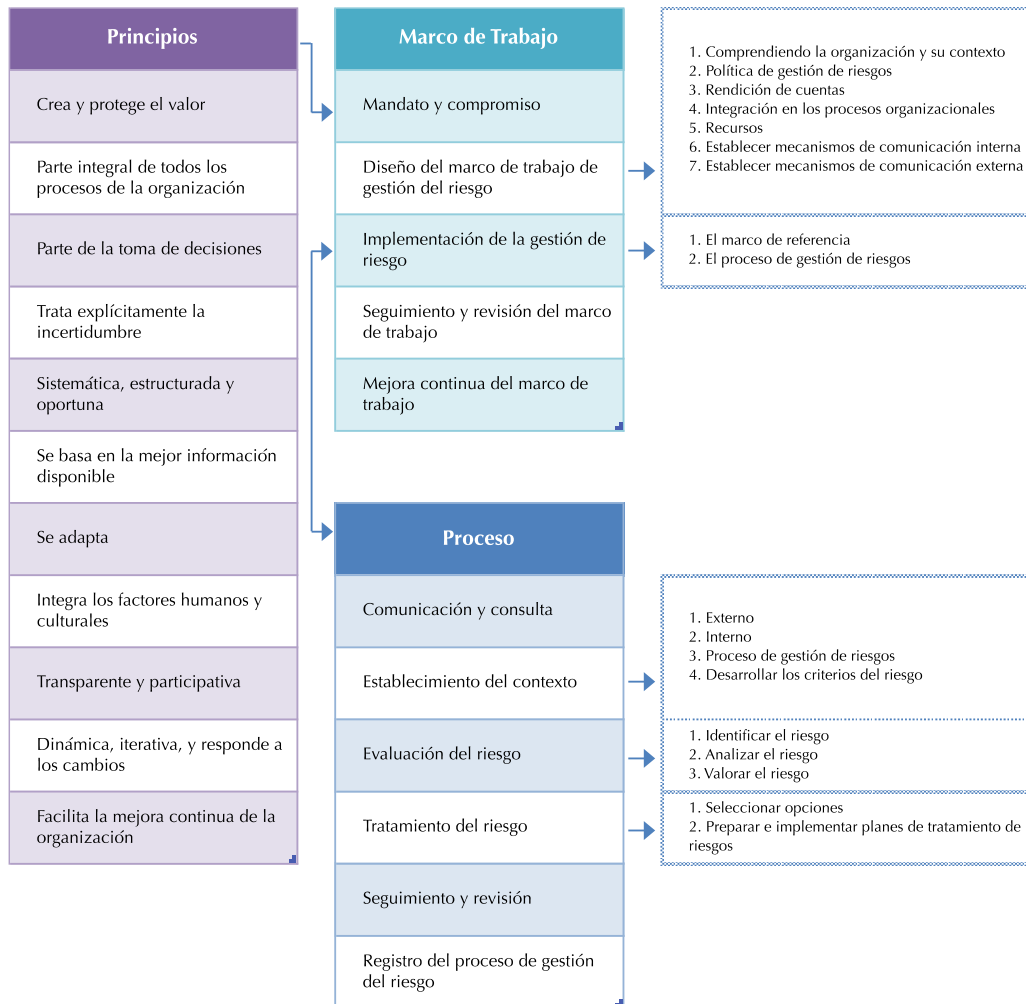 Principios
Crea y protege el valor
Parte integral de todos los
procesos de la organización
Parte de la toma de decisiones
Trata explícitamente la
incertidumbre
Sistemática, estructurada y
oportuna
Se basa en la mejor información
disponible
Se adapta
Integra los factores humanos y
culturales
Transparente y participativa
Dinámica, iterativa, y responde a
los cambios
Facilita la mejora continua de la
organización
Marco de Trabajo
Mandato y compromiso
Diseño del marco de trabajo de
gestión del riesgo
Implementación de la gestión de
riesgo
Seguimiento y revisión del marco
de trabajo
Mejora continua del marco de
trabajo
1. Comprendiendo la organización y su contexto
2. Política de gestión de riesgos
3. Rendición de cuentas
4. Integración en los procesos organizacionales
5. Recursos
6. Establecer mecanismos de comunicación interna
7. Establecer mecanismos de comunicación externa
1. El marco de referencia
2. El proceso de gestión de riesgos
Proceso
Comunicación y consulta
Establecimiento del contexto
Evaluación del riesgo
Tratamiento del riesgo
Seguimiento y revisión
Registro del proceso de gestión
del riesgo
1. Externo
2. Interno
3. Proceso de gestión de riesgos
4. Desarrollar los criterios del riesgo
1. Identificar el riesgo
2. Analizar el riesgo
3. Valorar el riesgo
1. Seleccionar opciones
2. Preparar e implementar planes de tratamiento de
riesgos